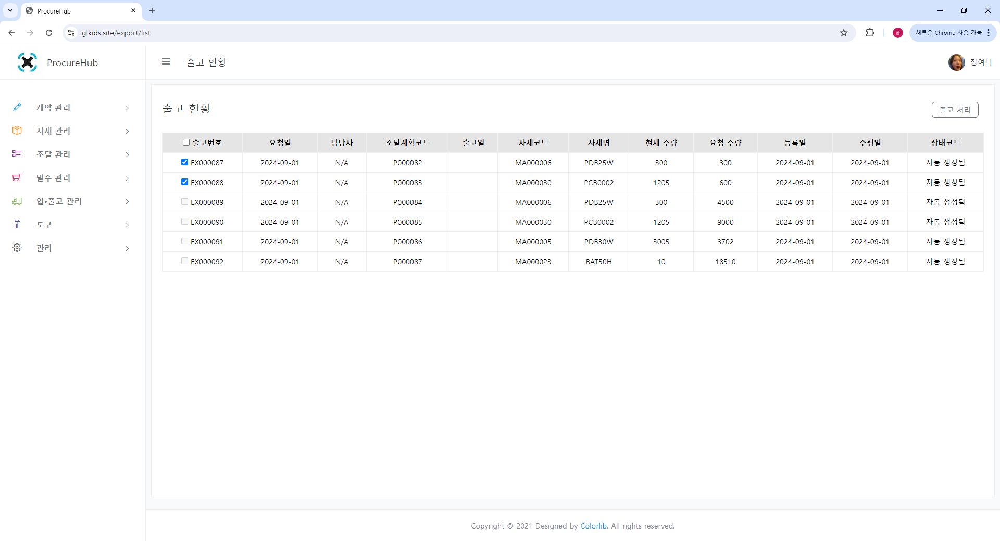 ProcureHub
glkids.site/export/list
곰
새로운 Chrome 사용 가능
ProcureHub
출고 현황
장여니
계약 관리
자재 관리
조달 관리
발주 관리
입•출고 관리
도구
관리
출고 현황
출고 처리
출고번호 요청일 담당자 조달계획코드 출고일 자재코드 자재명 현재 수량 요청 수량 등록일 수정일 상태코드
EX000087 2024-09-01 N/A P000082 MA000006 PDB25W 300 300 2024-09-01 2024-09-01 자동 생성됨
EX000088 2024-09-01 N/A P000083 MA000030 PCB0002 1205 600 2024-09-01 2024-09-01 자동 생성됨
EX000089 2024-09-01 N/A P000084 MA000006 PDB25W 300 4500 2024-09-01 2024-09-01 자동 생성됨
EX000090 2024-09-01 N/A P000085 MA000030 PCB0002 1205 9000 2024-09-01 2024-09-01 자동 생성됨
EX000091 2024-09-01 N/A P000086 MA000005 PDB30W 3005 3702 2024-09-01 2024-09-01 자동 생성됨
EX000092 2024-09-01 N/A P000087 MA000023 BAT50H 10 18510 2024-09-01 2024-09-01 자동 생성됨
Copyright © 2021 Designed by Colorlib. All rights reserved.